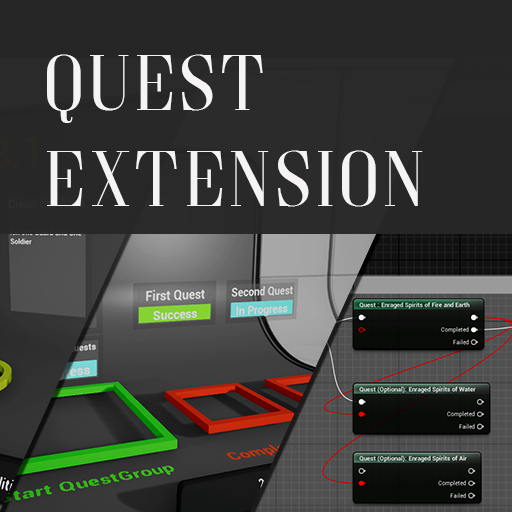 QUEST
EXTENSION
Soldier
First Quest
Success
Second Quest
In Progress
Start QuestGroup
Quest : Enraged Spirits of Fire and Earth
Completed
Failed
Quest (Optional): Enraged Spirits of Water
Completed
Failed
Quest (Optional): Enraged Spirits of Air
Completed
Failed